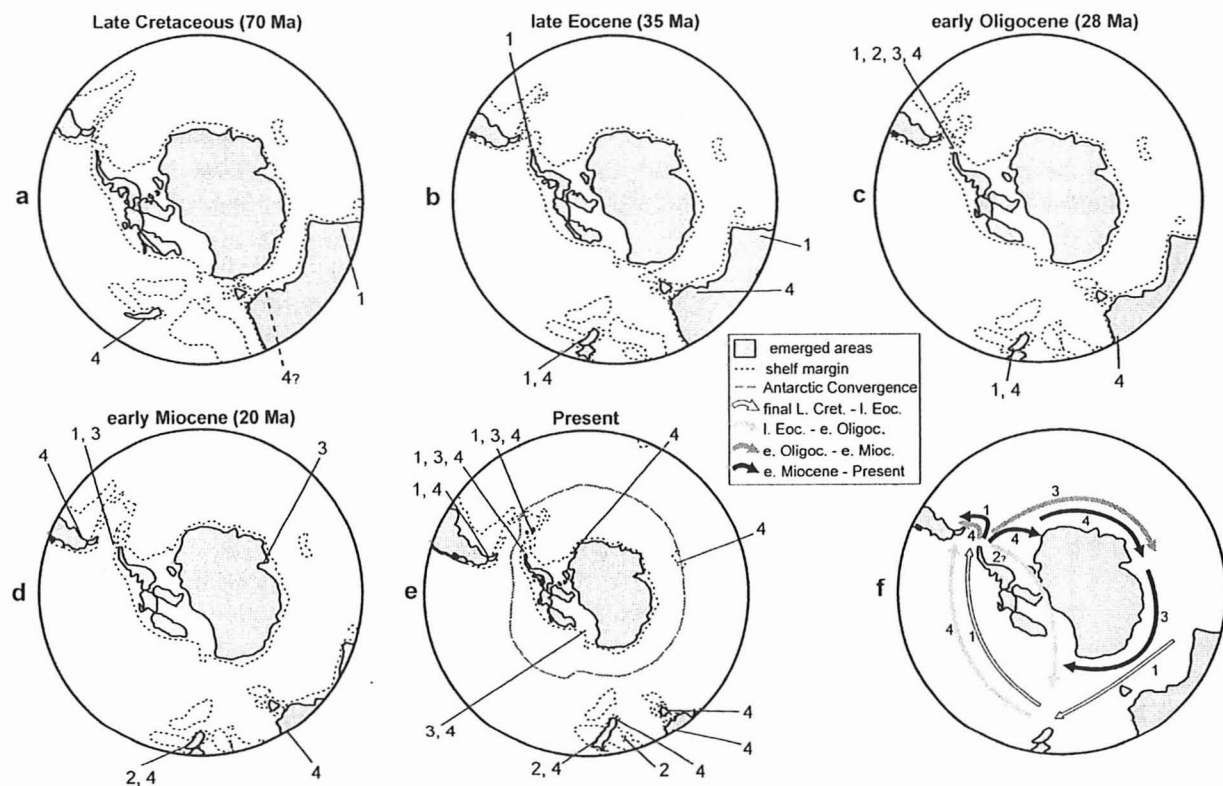 Late Cretaceous (70 Ma)
late Eocene (35 Ma)
early Oligocene (28 Ma)
a
4
4?
1
b
1
1
4
1, 4
c
1, 2, 3, 4
1, 4
4
emerged areas
shelf margin
Antarctic Convergence
final L. Cret. - l. Eoc.
l. Eoc. - e. Oligoc.
e. Oligoc. - e. Mioc.
e. Miocene - Present
early Miocene (20 Ma)
Present
d
4
1, 3
3
2, 4
4
e
1, 3, 4
1, 3, 4
1, 4
4
4
3, 4
2, 4
2
4
4
4
f
1
4
4
2?
3
4
3
4
1
1